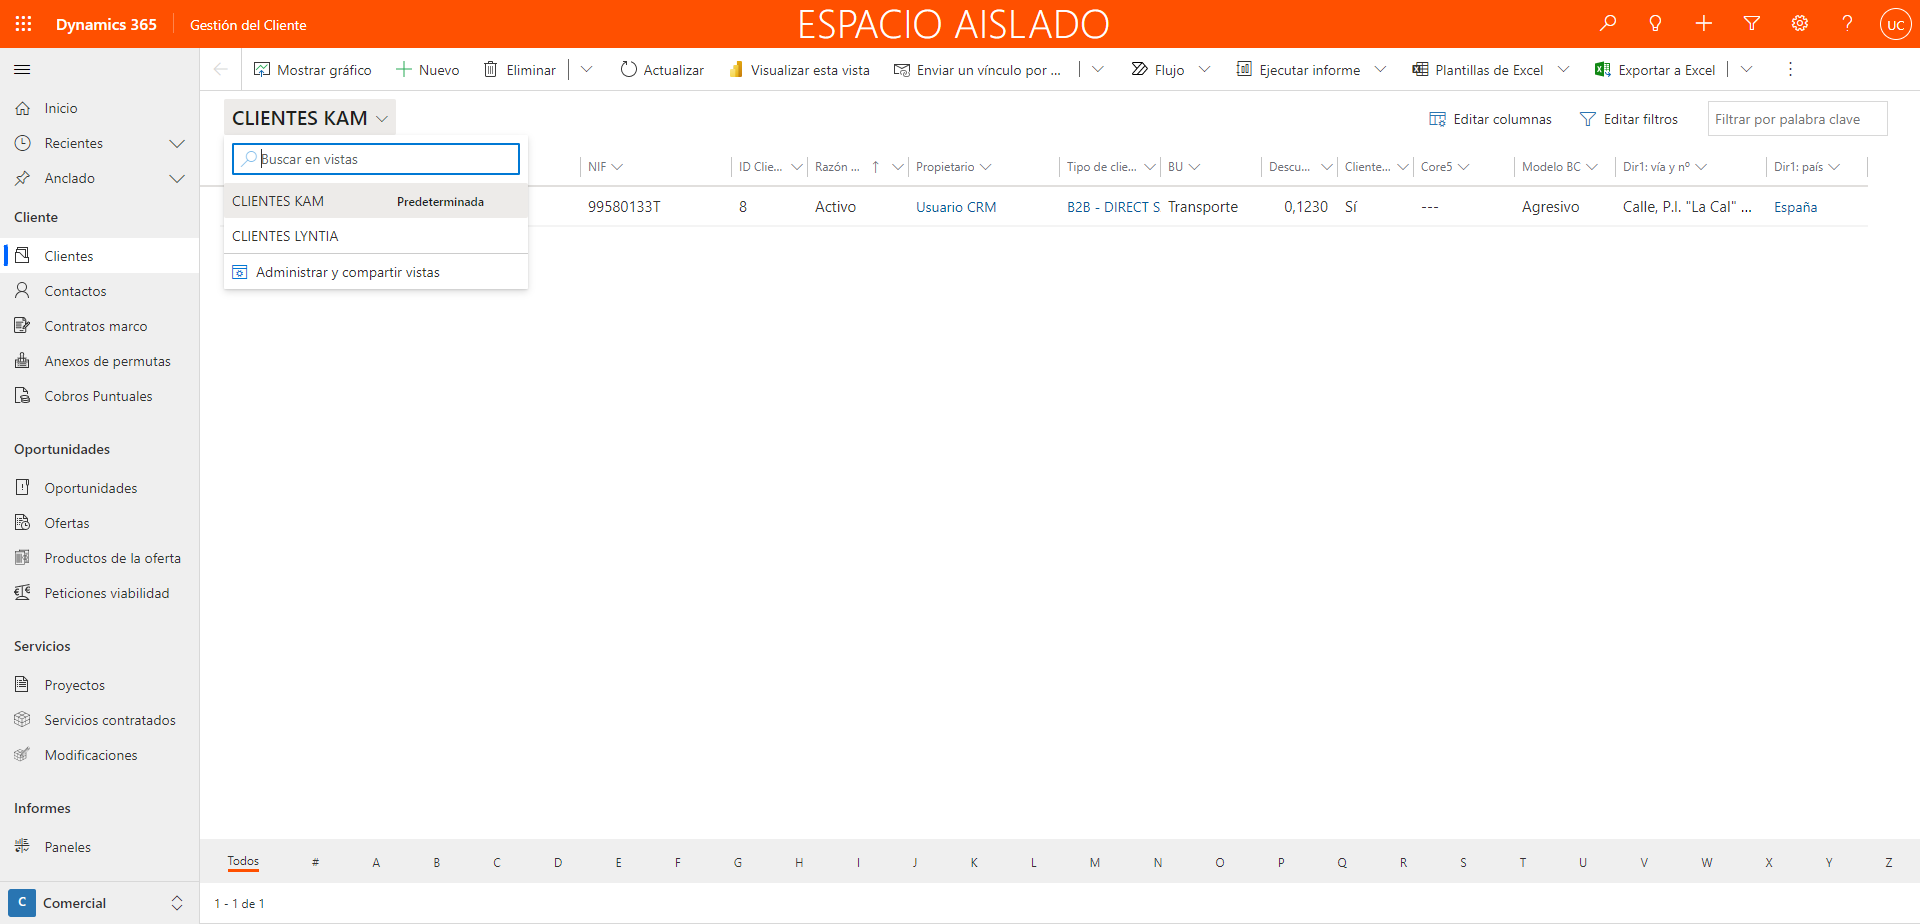 Dynamics 365
Gestión del Cliente
ESPACIO AISLADO
UC
Mostrar gráfico
Nuevo
Eliminar
Actualizar
Visualizar esta vista
Enviar un vínculo por ...
Flujo
Ejecutar informe
Plantillas de Excel
Exportar a Excel
Inicio
Recientes
Anclado
Cliente
Clientes
Contactos
Contratos marco
Anexos de permutas
Cobros Puntuales
Oportunidades
Oportunidades
Ofertas
Productos de la oferta
Peticiones viabilidad
Servicios
Proyectos
Servicios contratados
Modificaciones
Informes
Paneles
C Comercial
CLIENTES KAM
Editar columnas
Editar filtros
Filtrar por palabra clave
Buscar en vistas
CLIENTES KAM Predeterminada
CLIENTES LYNTIA
Administrar y compartir vistas
NIF ID Clie... Razón ... Propietario Tipo de clie... BU Descu... Cliente... Core5 Modelo BC Dir1: vía y nº Dir1: país
99580133T 8 Activo Usuario CRM B2B - DIRECT S Transporte 0,1230 Sí --- Agresivo Calle, P.I. "La Cal" ... España
Todos # A B C D E F G H I J K L M N O P Q R S T U V W X Y Z
1 - 1 de 1